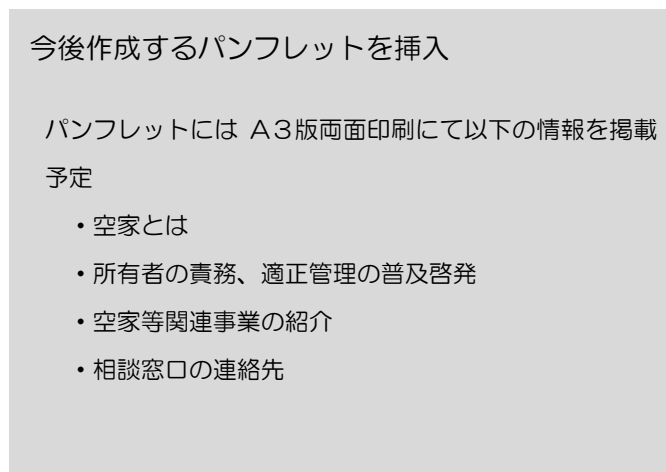 今後作成するパンフレットを挿入
パンフレットには A3版両面印刷にて以下の情報を掲載
予定
・空家とは
・所有者の責務、適正管理の普及啓発
・空家等関連事業の紹介
・相談窓口の連絡先